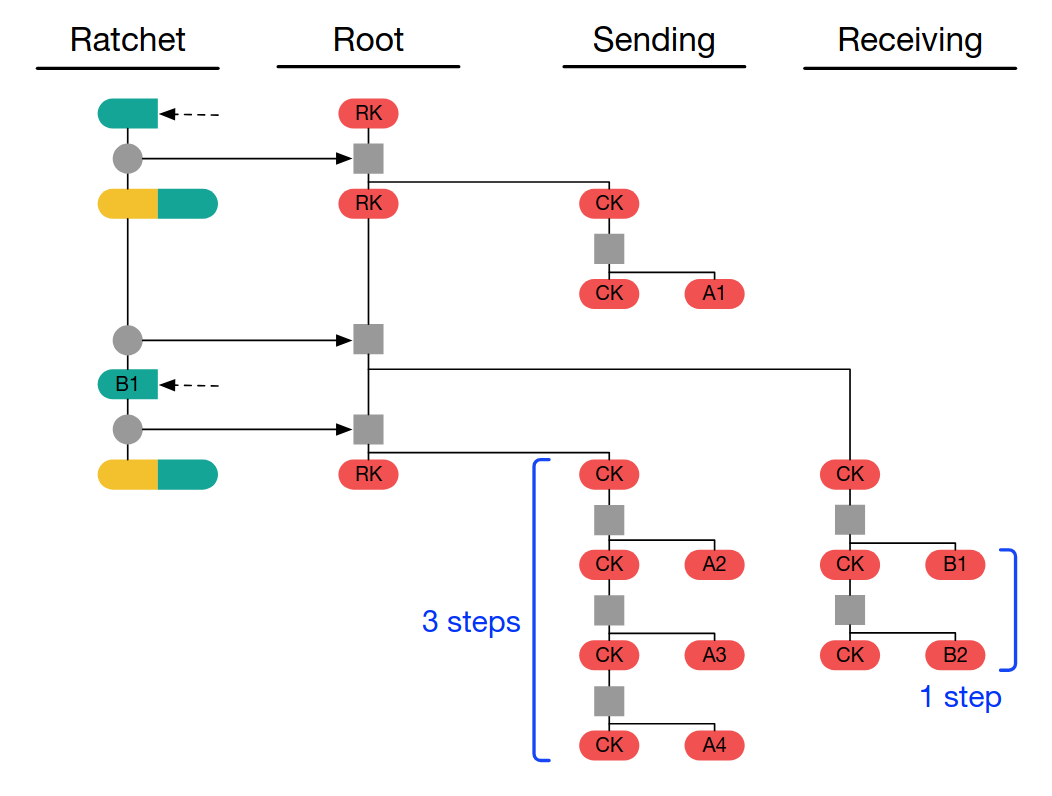 Ratchet Root Sending Receiving
RK
RK CK
CK A1
B1
RK CK CK
CK A2 CK B1
3 steps
CK A3 CK B2
1 step
CK A4